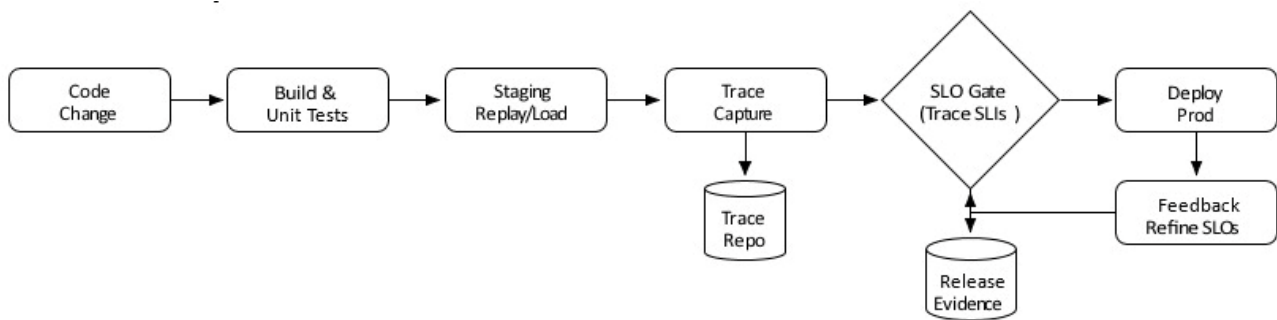 Code
Change
Build &
Unit Tests
Staging
Replay/Load
Trace
Capture
SLO Gate
(Trace SLIs )
Deploy
Prod
Trace
Repo
Feedback
Refine SLOs
Release
Evidence